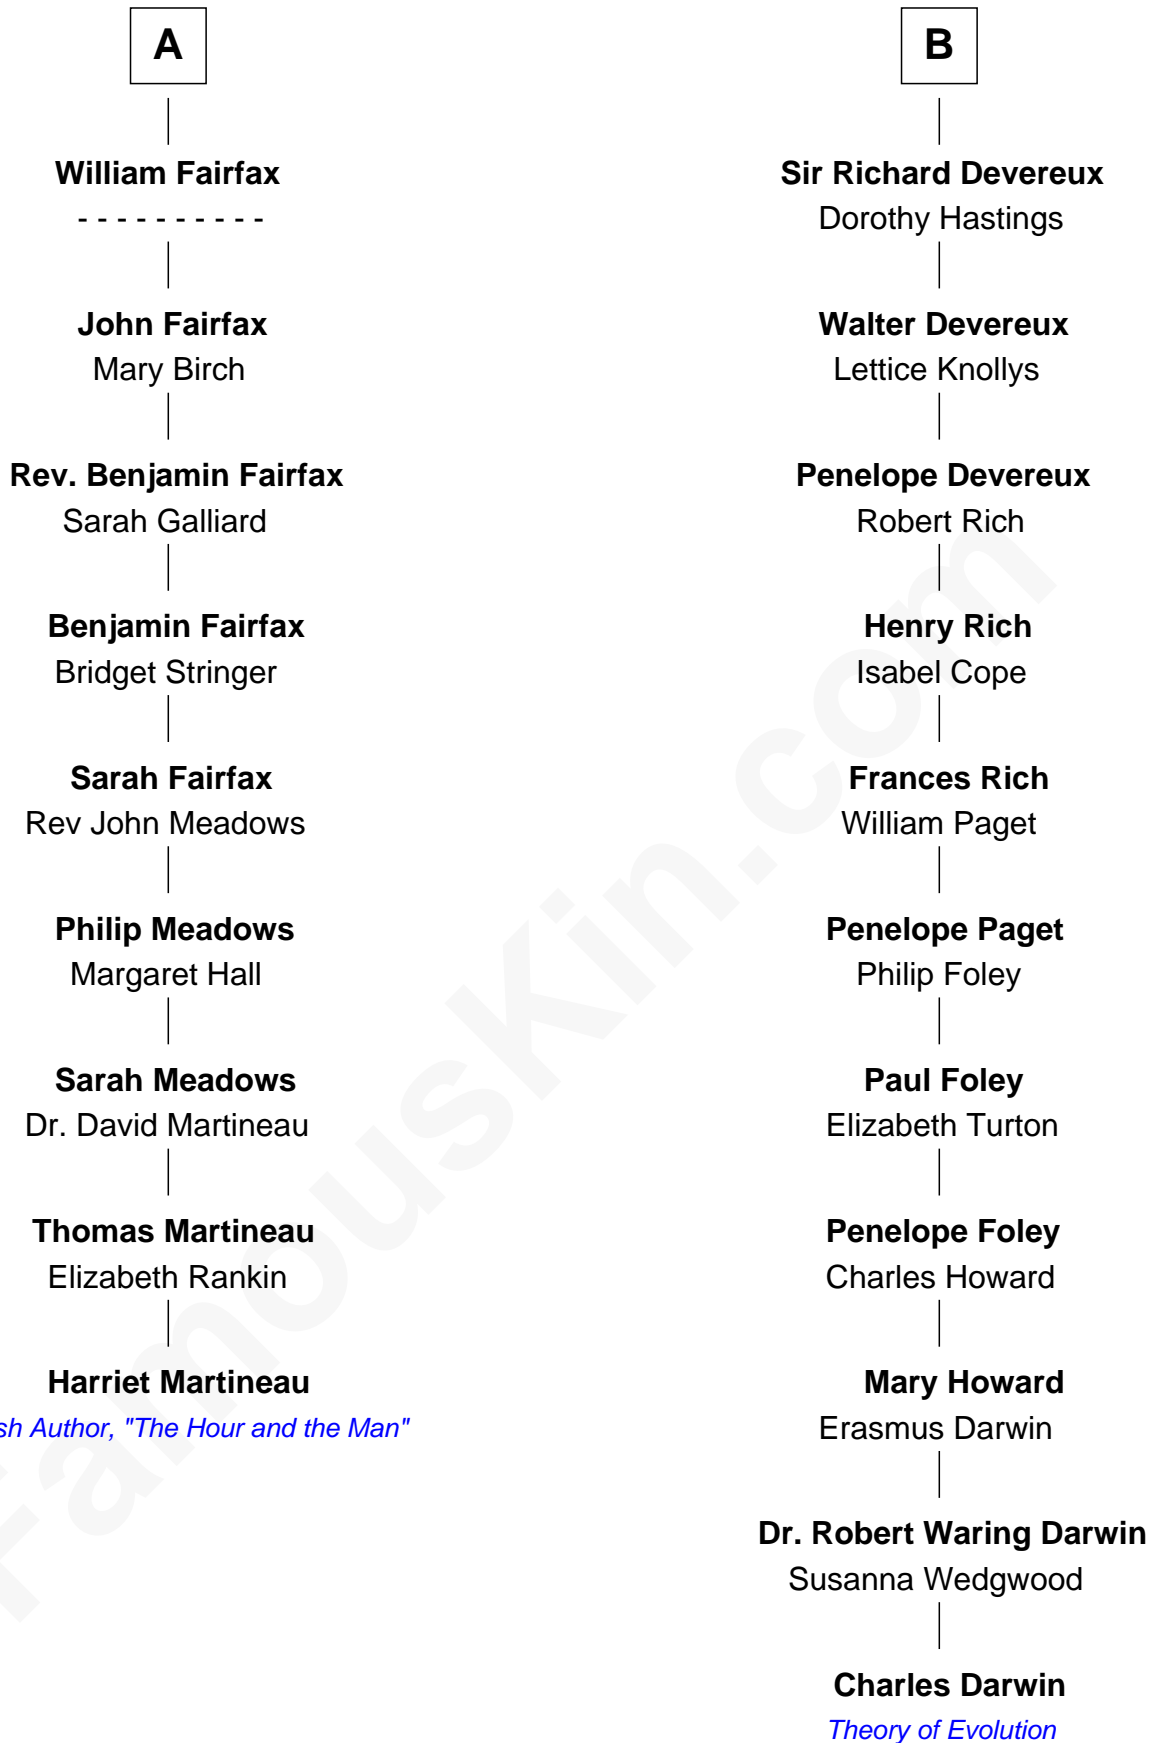 A
William Fairfax
- - - - - - - - - -
John Fairfax
Mary Birch
Rev. Benjamin Fairfax
Sarah Galliard
Benjamin Fairfax
Bridget Stringer
Sarah Fairfax
Rev John Meadows
Philip Meadows
Margaret Hall
Sarah Meadows
Dr. David Martineau
Thomas Martineau
Elizabeth Rankin
Harriet Martineau
sh Author, "The Hour and the Man"
B
Sir Richard Devereux
Dorothy Hastings
Walter Devereux
Lettice Knollys
Penelope Devereux
Robert Rich
Henry Rich
Isabel Cope
Frances Rich
William Paget
Penelope Paget
Philip Foley
Paul Foley
Elizabeth Turton
Penelope Foley
Charles Howard
Mary Howard
Erasmus Darwin
Dr. Robert Waring Darwin
Susanna Wedgwood
Charles Darwin
Theory of Evolution
FamousKin.com